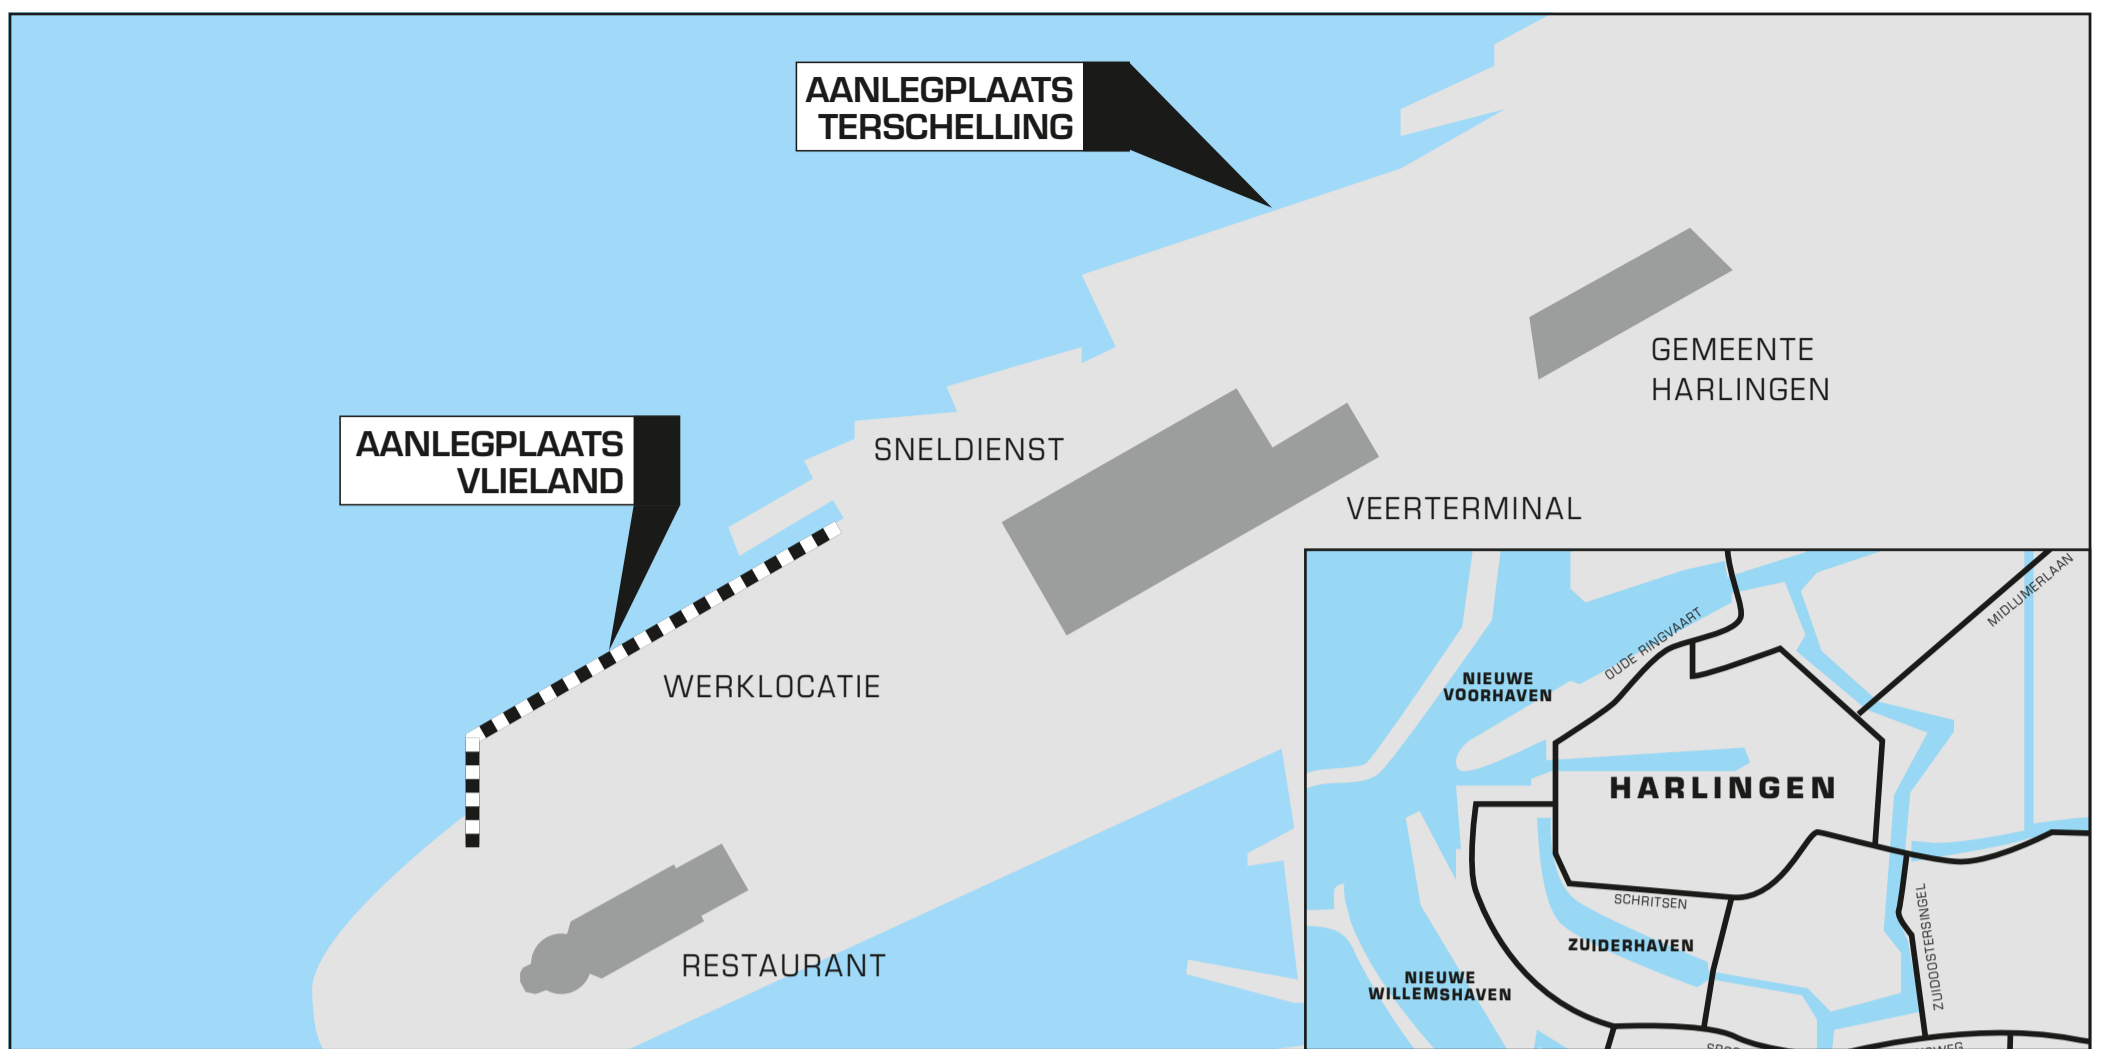 AANLEGPLAATS
TERSCHELLING
GEMEENTE
HARLINGEN
AANLEGPLAATS
VLIELAND
SNELDIENST
VEERTERMINAL
WERKLOCATIE
RESTAURANT
MIDLUMERLAAN
OUDE RINGVAART
NIEUWE
VOORHAVEN
HARLINGEN
SCHRITSEN
ZUIDERHAVEN
ZUIDOOSTERSINGEL
NIEUWE
WILLEMSHAVEN